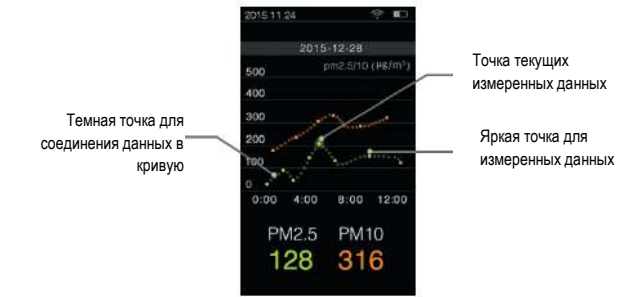 2015 11.24
2015-12-28
pm2.5/10 (µg/m³)
500
400
300
200
100
0
0:00 4:00 8:00 12:00
PM2.5 PM10
128 316
Точка текущих
измеренных данных
Темная точка для
соединения данных в
кривую
Яркая точка для
измеренных данных